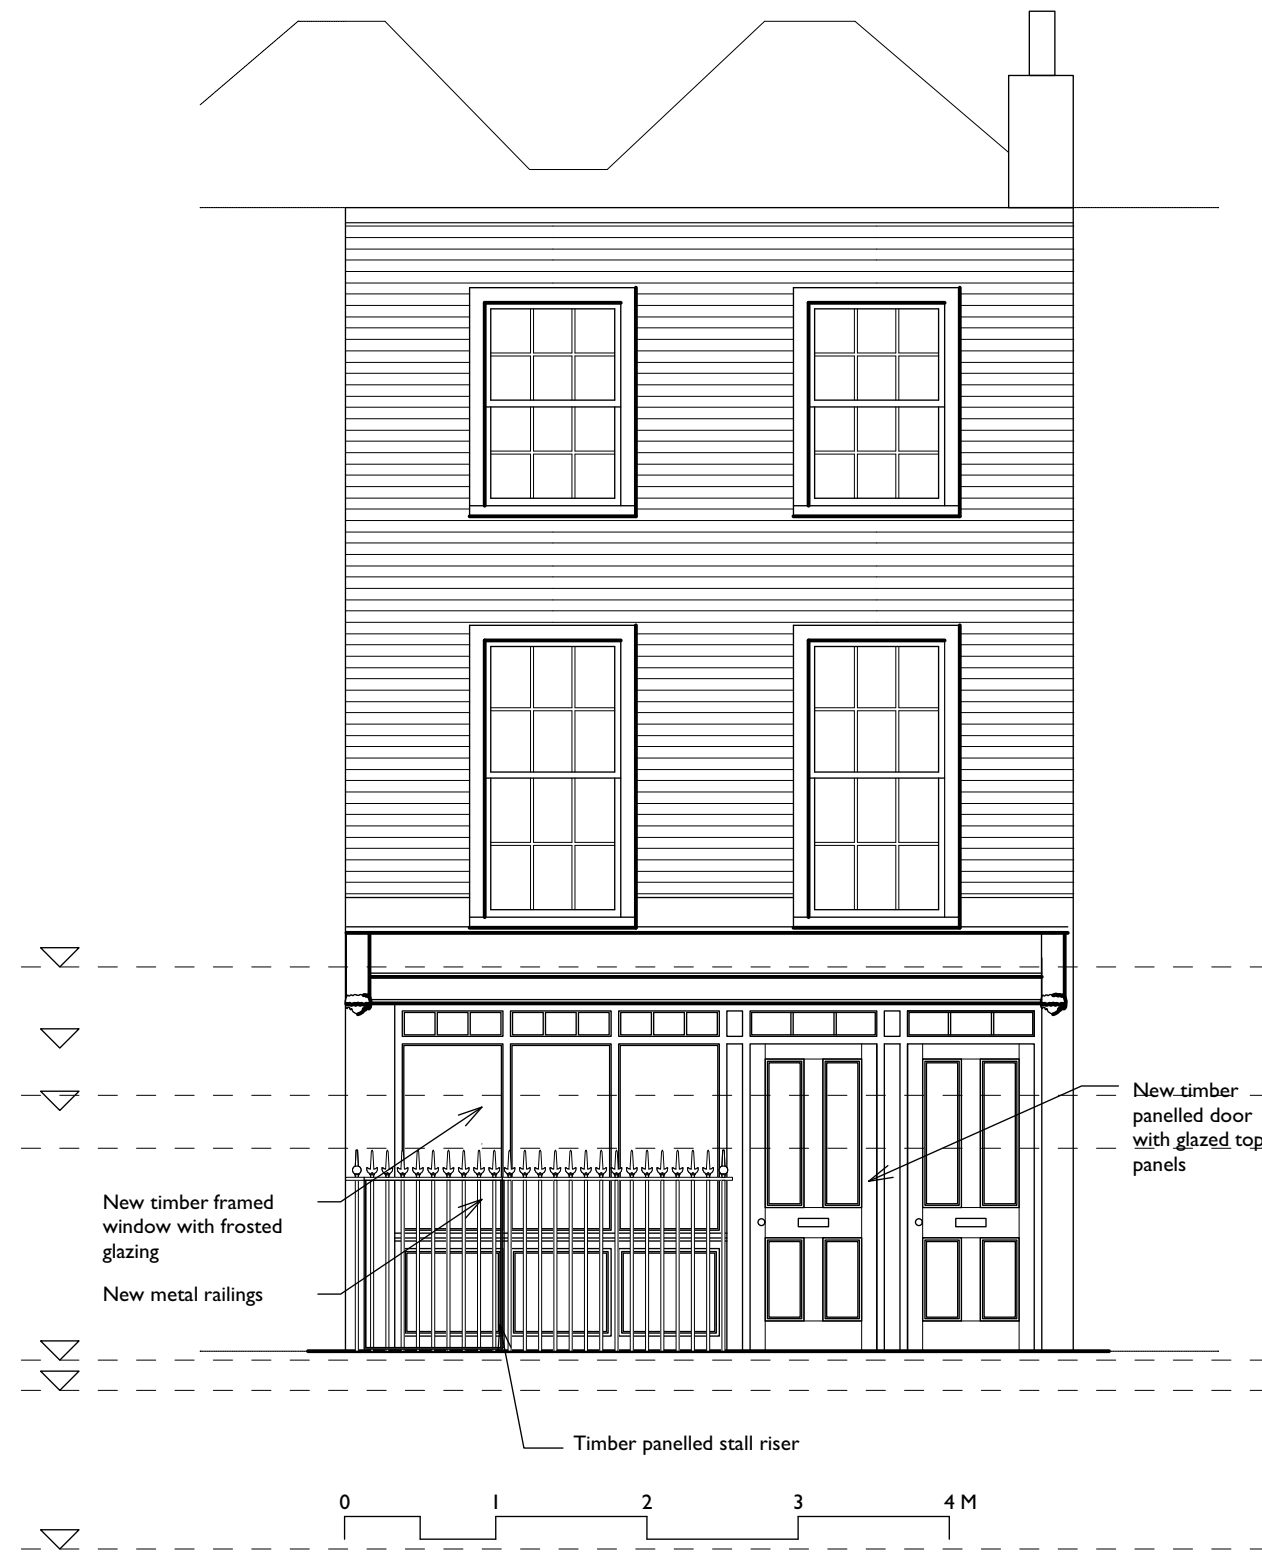 New timber
panelled door
with glazed top
panels
New timber framed
window with frosted
glazing
New metal railings
Timber panelled stall riser
0 1 2 3 4 M